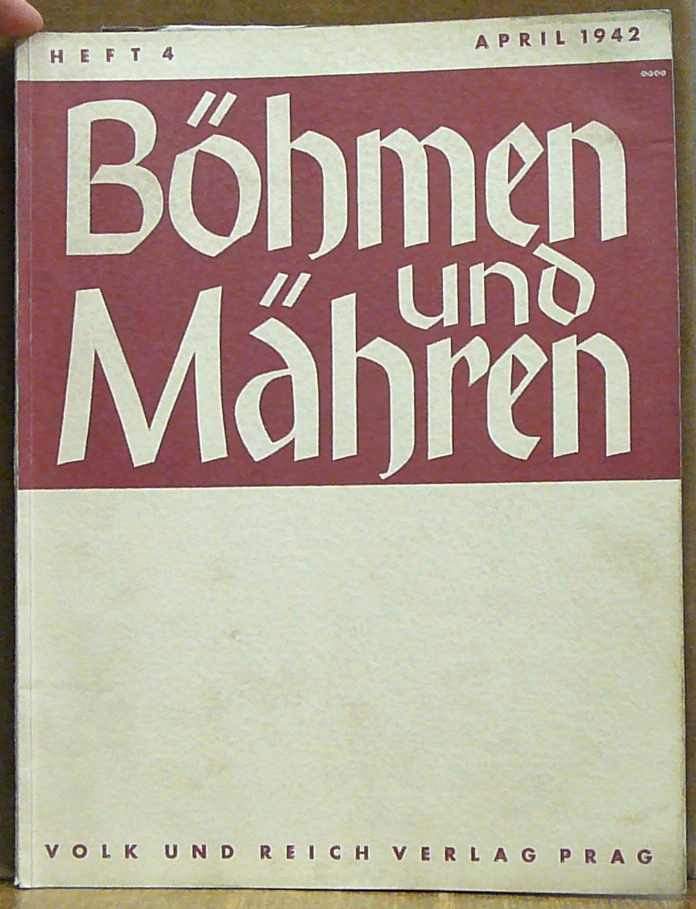 HEFT 4 APRIL 1942
Böhmen
und
Mähren
VOLK UND REICH VERLAG PRAG